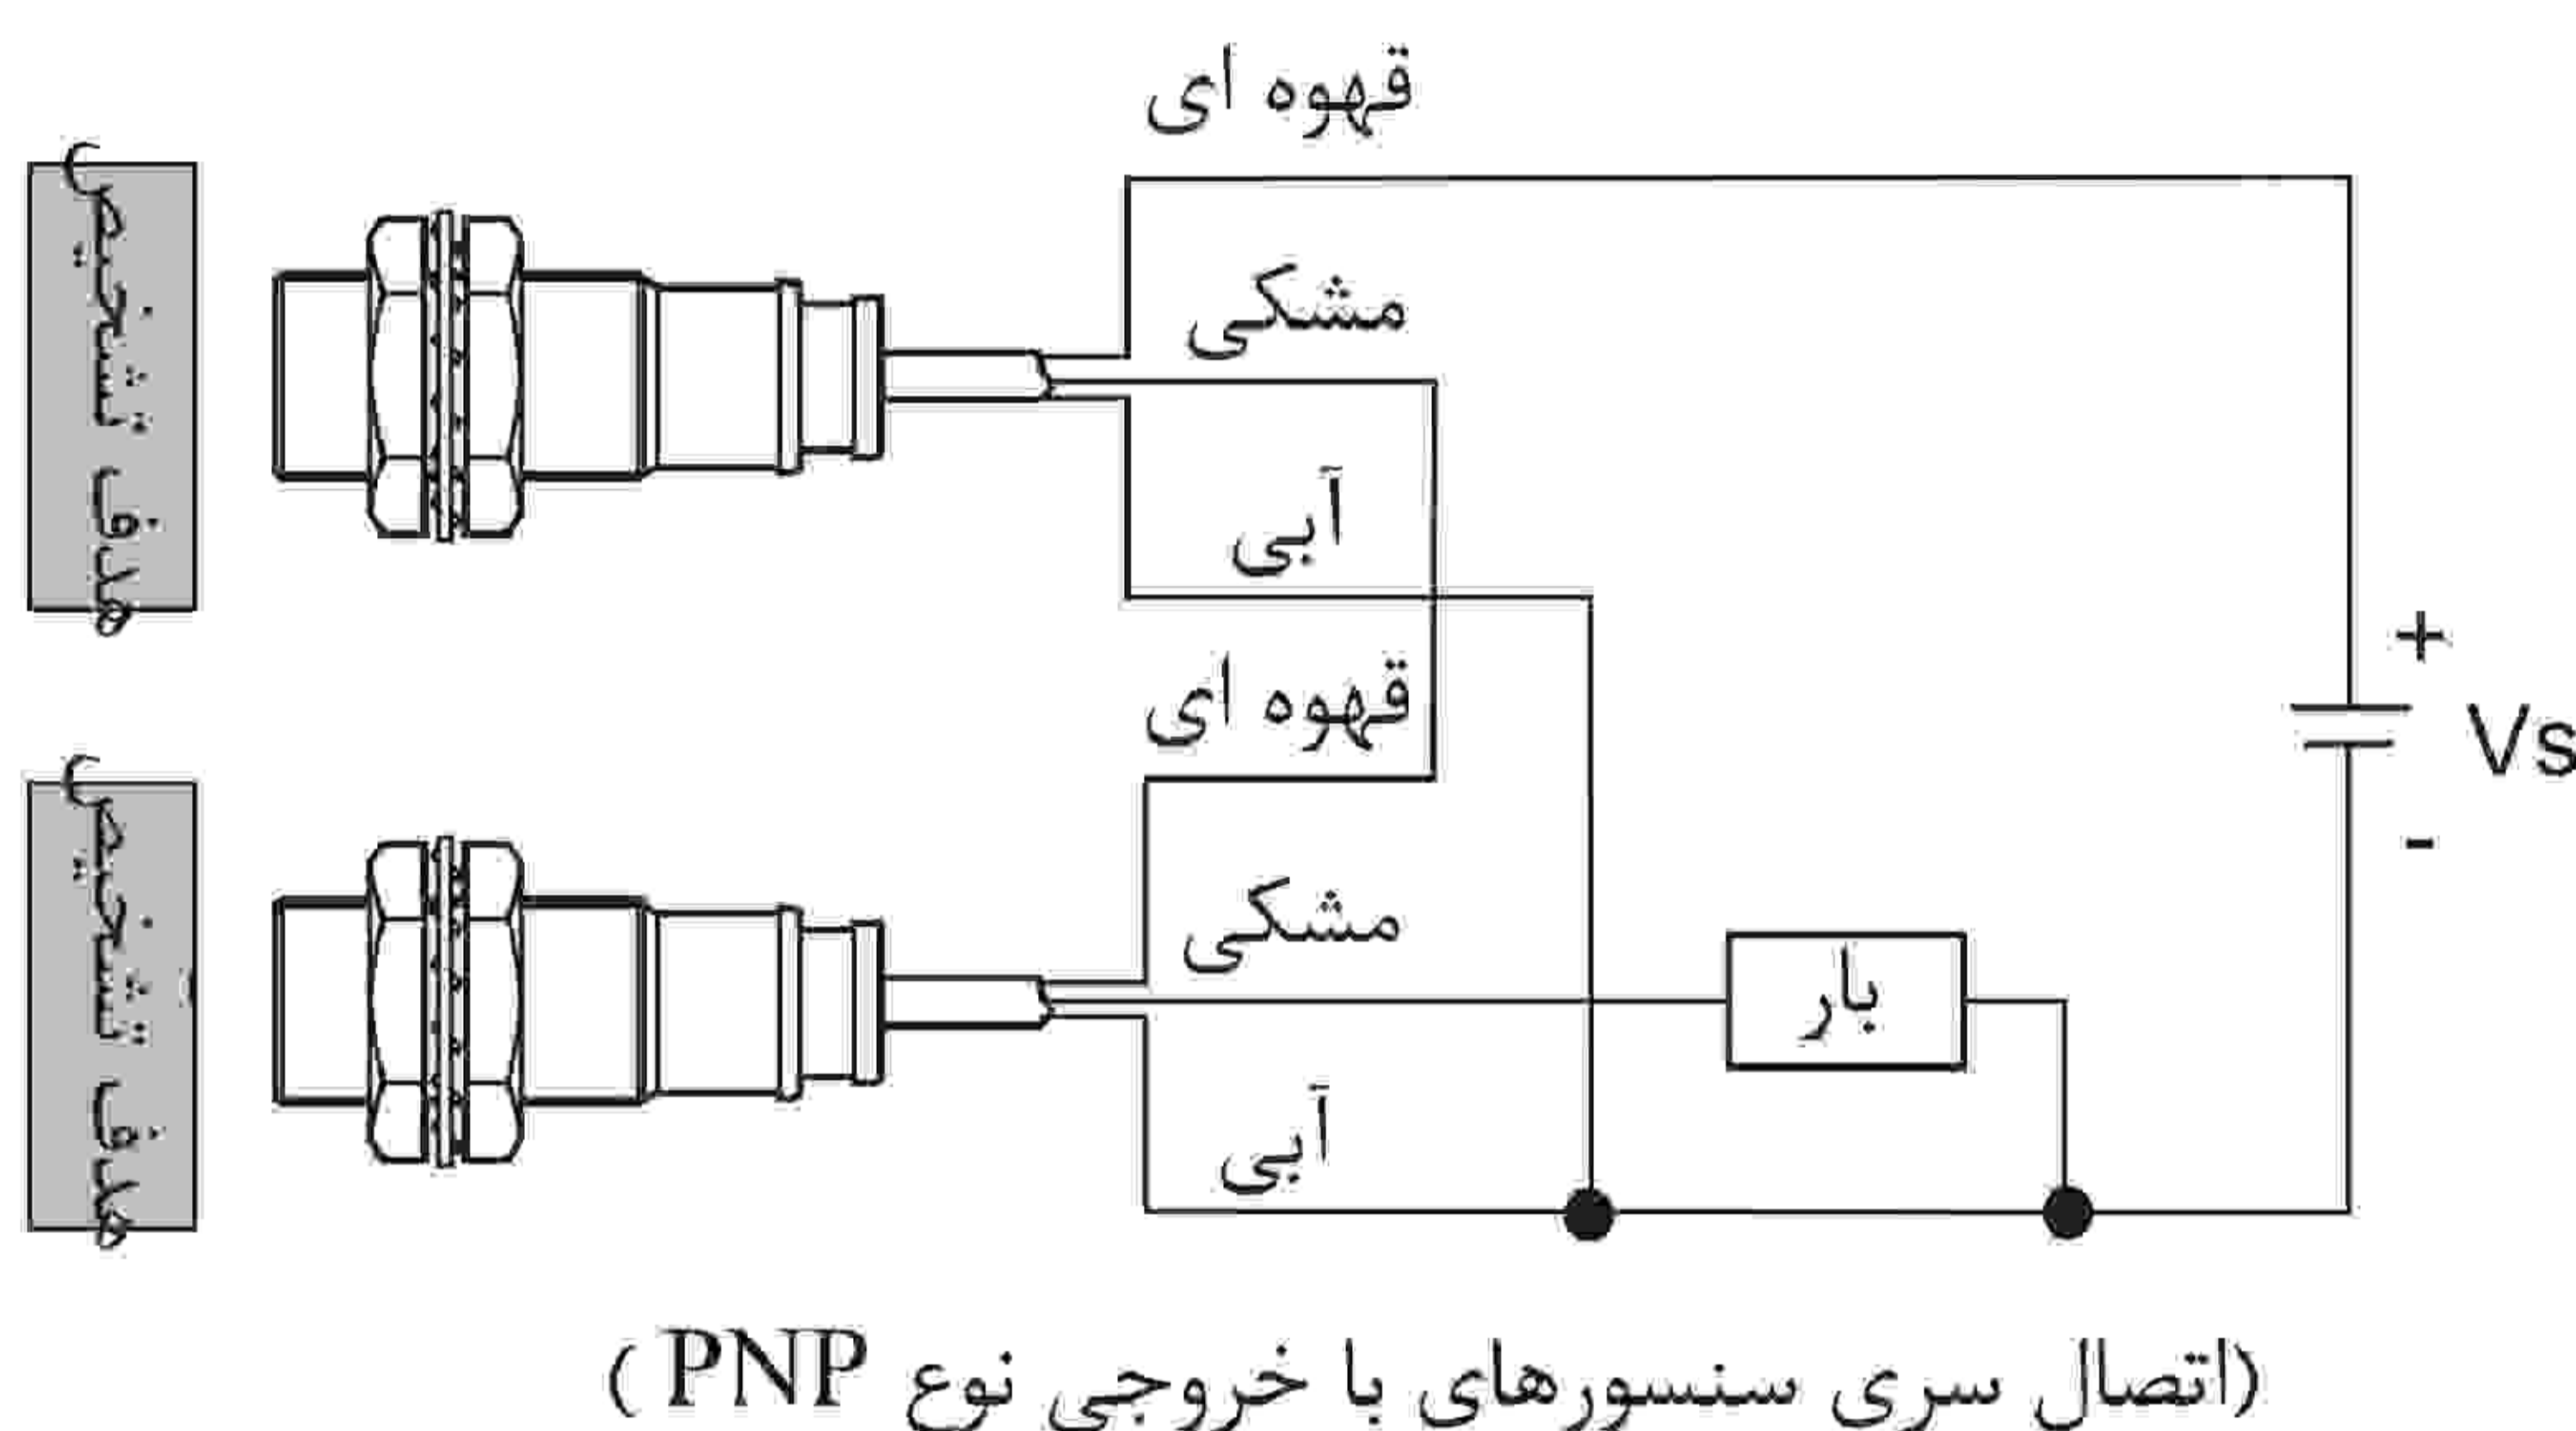 قهوه ای
مشکی
آبی
هدف تشخیص
قهوه ای
مشکی
آبی
هدف تشخیص
بار
+
Vs
-
(اتصال سری سنسورهای با خروجی نوع PNP )